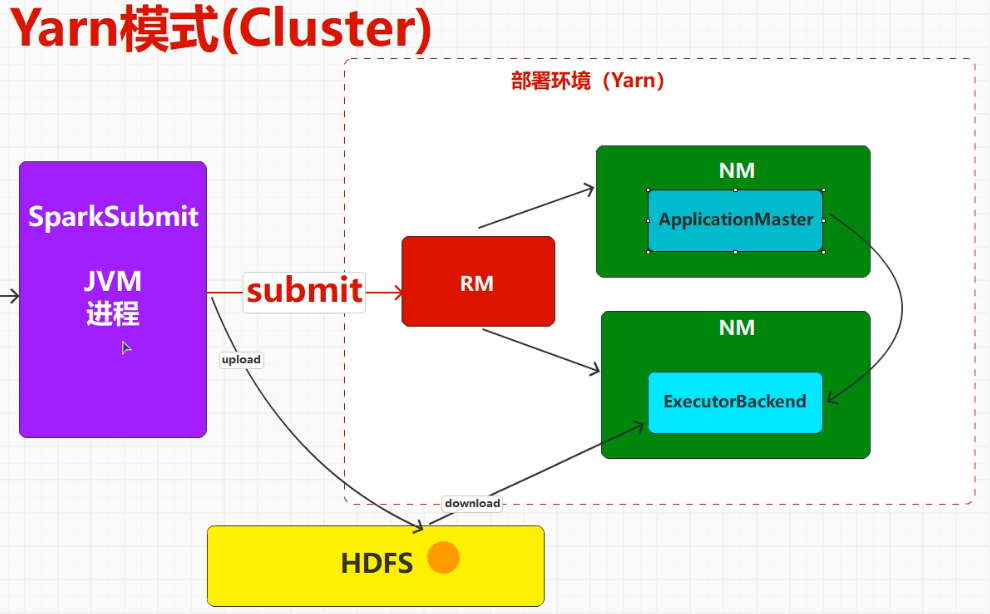 Yarn模式(Cluster)
部署环境（Yarn）
NM
ApplicationMaster
SparkSubmit
JVM
进程
submit
RM
NM
upload
ExecutorBackend
download
HDFS